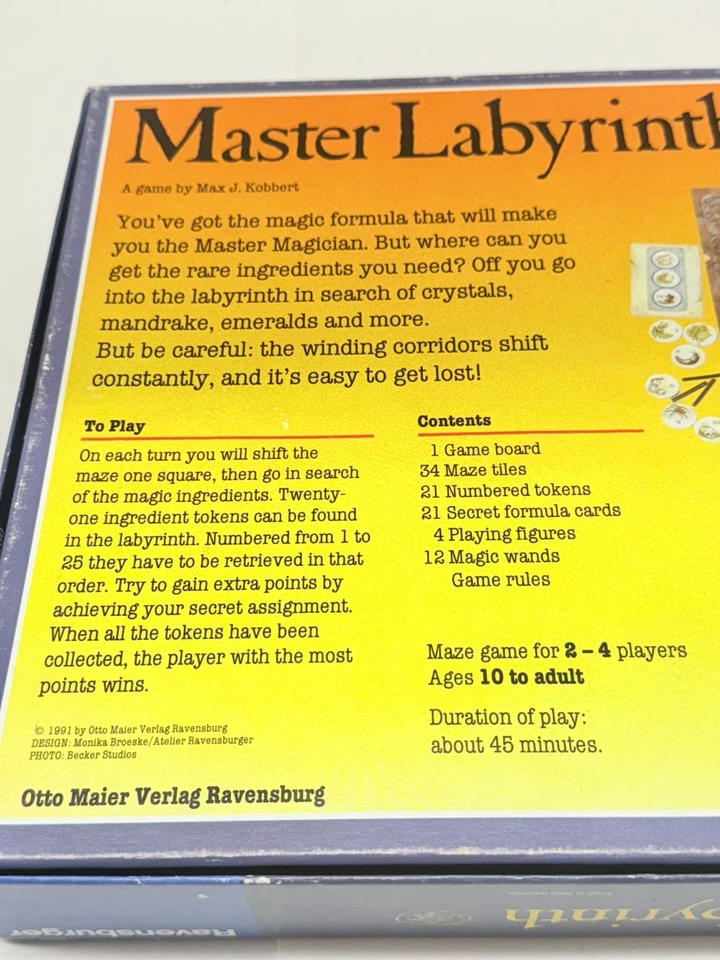 Master Labyrinth
A game by Max J. Kobbert
You've got the magic formula that will make
you the Master Magician. But where can you
get the rare ingredients you need? Off you go
into the labyrinth in search of crystals,
mandrake, emeralds and more.
But be careful: the winding corridors shift
constantly, and it's easy to get lost!
To Play
On each turn you will shift the
maze one square, then go in search
of the magic ingredients. Twenty-
one ingredient tokens can be found
in the labyrinth. Numbered from 1 to
25 they have to be retrieved in that
order. Try to gain extra points by
achieving your secret assignment.
When all the tokens have been
collected, the player with the most
points wins.
Contents
1 Game board
34 Maze tiles
21 Numbered tokens
21 Secret formula cards
4 Playing figures
12 Magic wands
Game rules
Maze game for 2 – 4 players
Ages 10 to adult
Duration of play:
about 45 minutes.
© 1991 by Otto Maier Verlag Ravensburg
DESIGN: Monika Broeske/Atelier Ravensburger
PHOTO: Becker Studios
Otto Maier Verlag Ravensburg
Ravensburger
yrinth